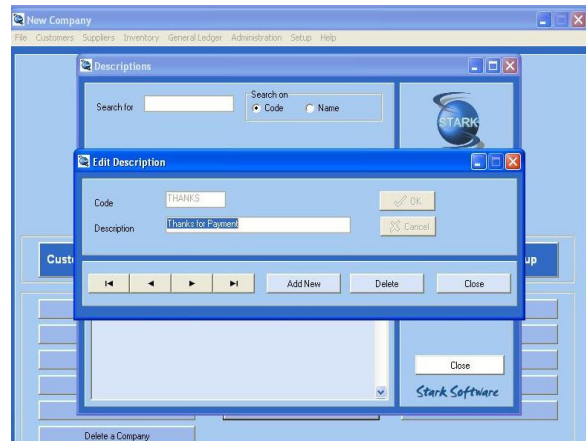 New Company
File Customers Suppliers Inventory General Ledger Administration Setup Help
Descriptions
Search for
Search on
Code Name
STARK
Edit Description
Code THANKS OK
Description Thanks for Payment Cancel
Cust up
Add New Delete Close
Close
Stark Software
Delete a Company